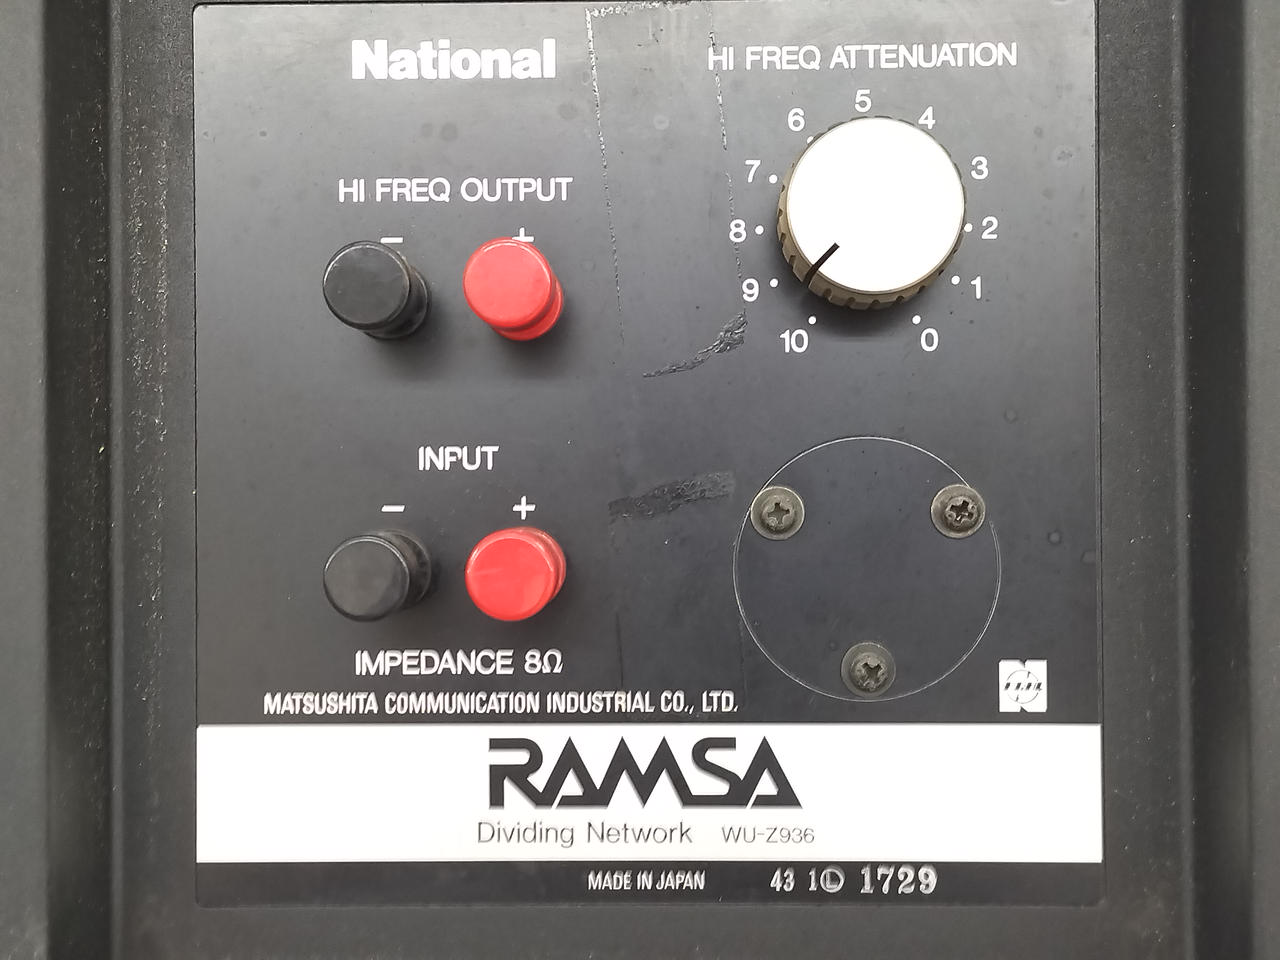 National
HI FREQ ATTENUATION
5
6 4
7 3
8 2
9 1
10 0
HI FREQ OUTPUT
- +
INPUT
- +
IMPEDANCE 8Ω
MATSUSHITA COMMUNICATION INDUSTRIAL CO., LTD.
RAMSA
Dividing Network WU-Z936
MADE IN JAPAN 43 1Ⓛ 1729